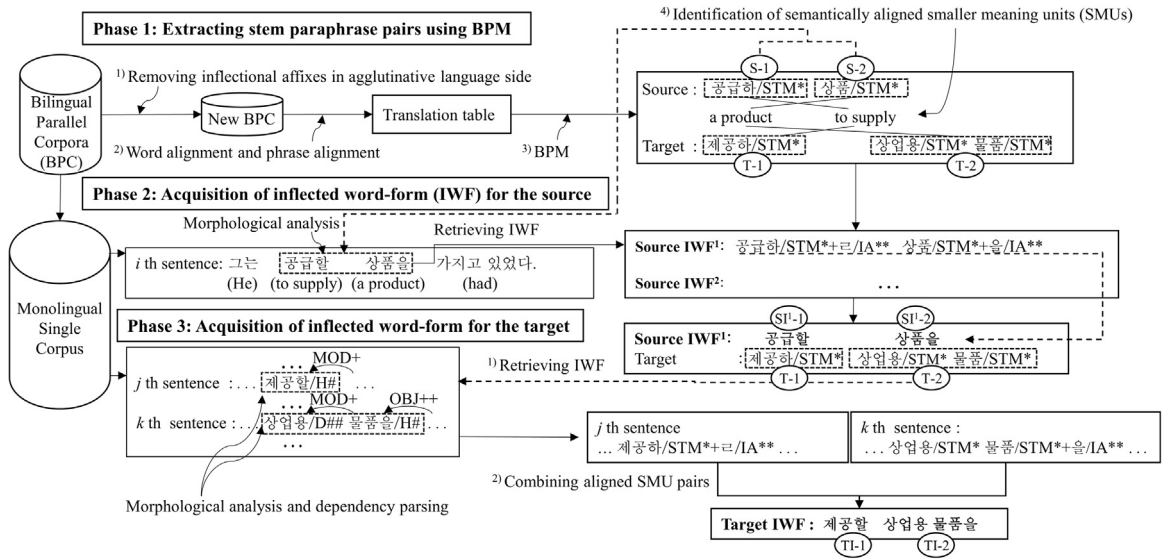 4) Identification of semantically aligned smaller meaning units (SMUs)
Phase 1: Extracting stem paraphrase pairs using BPM
S-1 S-2
1) Removing inflectional affixes in agglutinative language side
Source : 공급하/STM* 상품/STM*
Bilingual
Parallel
Corpora
(BPC)
New BPC
Translation table
a product to supply
2) Word alignment and phrase alignment
3) BPM
Target : 제공하/STM* 상업용/STM* 물품/STM*
T-1 T-2
Phase 2: Acquisition of inflected word-form (IWF) for the source
Morphological analysis
Retrieving IWF
Source IWF1: 공급하/STM*+ㄹ/IA** 상품/STM*+을/IA**
i th sentence: 그는 공급할 상품을 가지고 있었다.
(He) (to supply) (a product) (had)
Source IWF2: ...
Monolingual
Single
Corpus
SI1-1 SI1-2
Phase 3: Acquisition of inflected word-form for the target
Source IWF1: 공급할 상품을
Target : 제공하/STM* 상업용/STM* 물품/STM*
T-1 T-2
1) Retrieving IWF
... MOD+
j th sentence : ... 제공할/H# ...
... MOD+ OBJ++
k th sentence : ... 상업용/D## 물품을/H# ...
...
j th sentence
... 제공하/STM*+ㄹ/IA** ...
k th sentence :
... 상업용/STM* 물품/STM*+을/IA** ...
2) Combining aligned SMU pairs
Morphological analysis and dependency parsing
Target IWF : 제공할 상업용 물품을
TI-1 TI-2